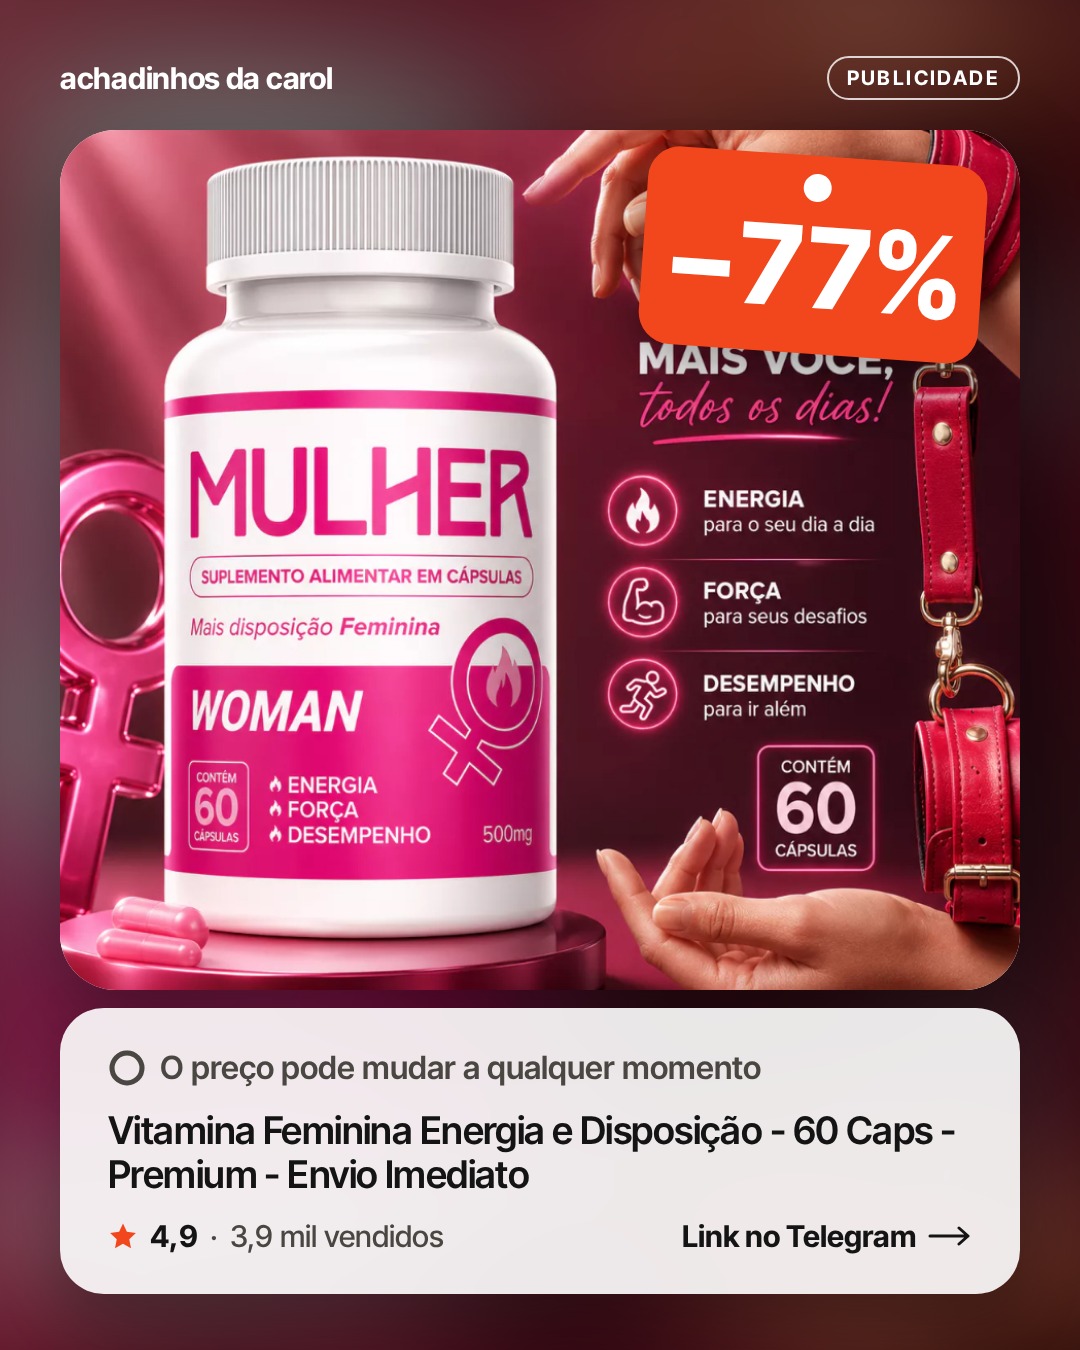 achadinhos da carol
PUBLICIDADE
-77%
MAIS VOCÊ,
todos os dias!
MULHER
SUPLEMENTO ALIMENTAR EM CÁPSULAS
Mais disposição Feminina
WOMAN
CONTÉM
60
CÁPSULAS
ENERGIA
FORÇA
DESEMPENHO
500mg
ENERGIA
para o seu dia a dia
FORÇA
para seus desafios
DESEMPENHO
para ir além
CONTÉM
60
CÁPSULAS
O preço pode mudar a qualquer momento
Vitamina Feminina Energia e Disposição - 60 Caps -
Premium - Envio Imediato
4,9 · 3,9 mil vendidos
Link no Telegram →